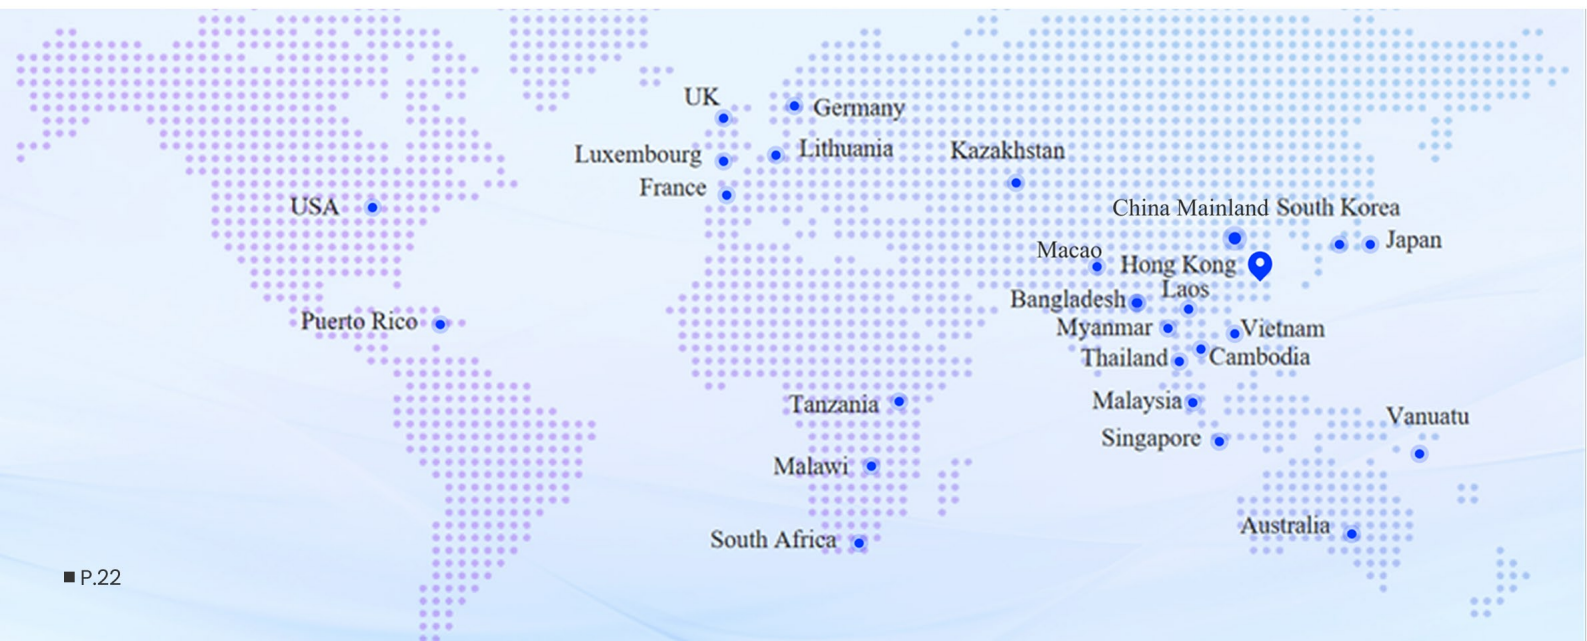 UK
Germany
Luxembourg
Lithuania
Kazakhstan
France
USA
China Mainland
South Korea
Japan
Macao
Hong Kong
Laos
Bangladesh
Puerto Rico
Myanmar
Vietnam
Thailand
Cambodia
Tanzania
Malaysia
Vanuatu
Singapore
Malawi
Australia
South Africa
■ P.22